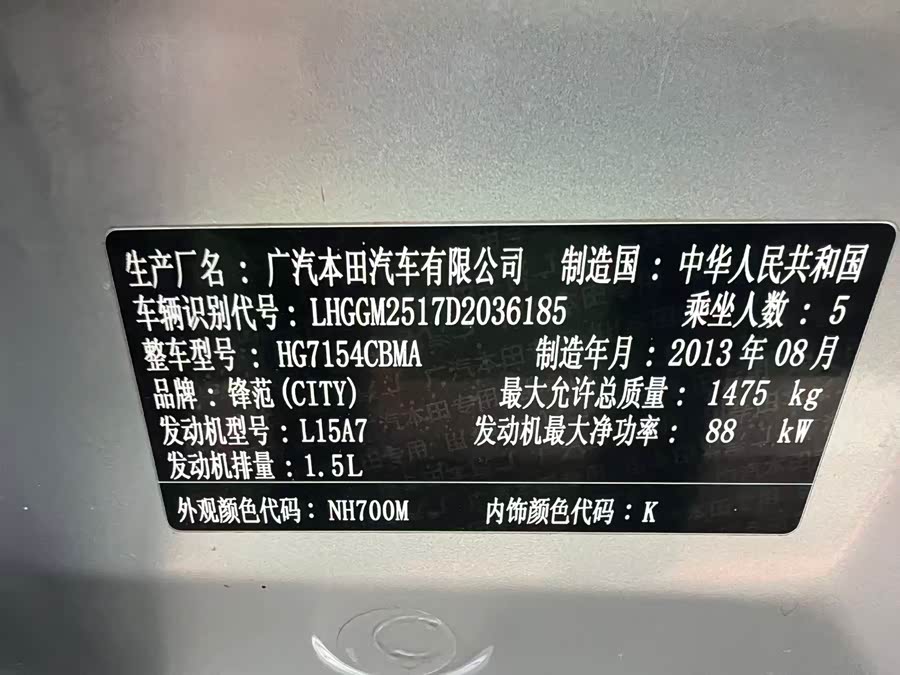 生产厂名：广汽本田汽车有限公司 制造国：中华人民共和国
车辆识别代号：LHGGM2517D2036185 乘坐人数：5
整车型号：HG7154CBMA 制造年月：2013年08月
品牌：锋范(CITY) 最大允许总质量：1475 kg
发动机型号：L15A7 发动机最大净功率：88 kW
发动机排量：1.5L
外观颜色代码：NH700M 内饰颜色代码：K